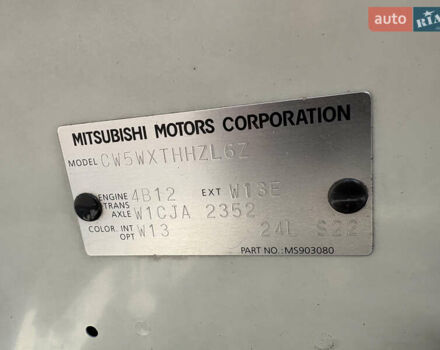 auto RIA
MITSUBISHI MOTORS CORPORATION
MODEL CW5WXTHHZL6Z
ENGINE 4B12 EXT W13E
TRANS AXLE W1CJA 2352
COLOR. INT OPT W13 24L S22
PART NO.: MS903080